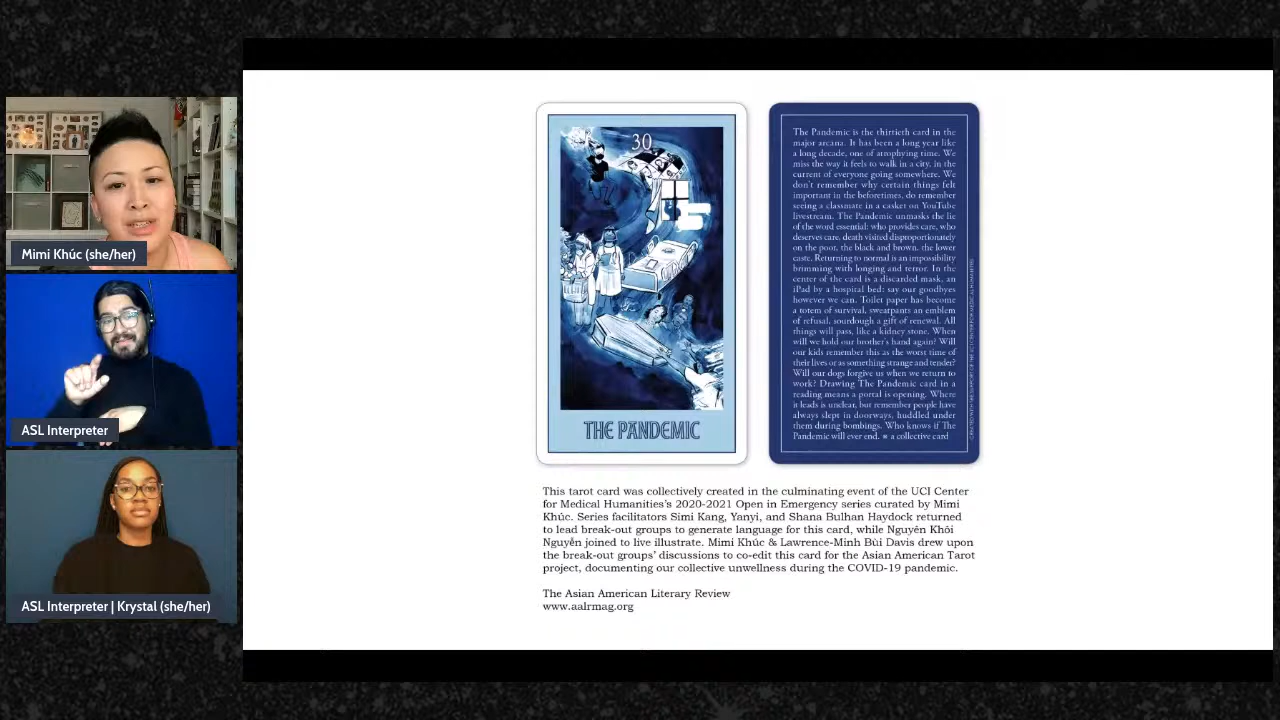 Mimi Khúc (she/her)
ASL Interpreter
ASL Interpreter | Krystal (she/her)
30
THE PANDEMIC
The Pandemic is the thirtieth card in the
major arcana. It has been a long year like
a long decade, one of atrophying time. We
miss the way it feels to walk in a city, in the
current of everyone going somewhere. We
don't remember why certain things felt
important in the beforetimes, do remember
seeing a classmate in a casket on YouTube
livestream. The Pandemic unmasks the lie
of the word essential: who provides care, who
deserves care, death visited disproportionately
on the poor, the black and brown, the lower
caste. Returning to normal is an impossibility
brimming with longing and terror. In the
center of the card is a discarded mask, an
iPad by a hospital bed: say our goodbyes
however we can. Toilet paper has become
a totem of survival, sweatpants an emblem
of refusal, sourdough a gift of renewal. All
things will pass, like a kidney stone. When
will we hold our brother's hand again? Will
our kids remember this as the worst time of
their lives or as something strange and tender?
Will our dogs forgive us when we return to
work? Drawing The Pandemic card in a
reading means a portal is opening. Where
it leads is unclear, but remember people have
always slept in doorways, huddled under
them during bombings. Who knows if The
Pandemic will ever end. * a collective card
CREATED WITH THE SUPPORT OF THE UCI CENTER FOR MEDICAL HUMANITIES
This tarot card was collectively created in the culminating event of the UCI Center
for Medical Humanities's 2020-2021 Open in Emergency series curated by Mimi
Khúc. Series facilitators Simi Kang, Yanyi, and Shana Bulhan Haydock returned
to lead break-out groups to generate language for this card, while Nguyên Khôi
Nguyễn joined to live illustrate. Mimi Khúc & Lawrence-Minh Bùi Davis drew upon
the break-out groups' discussions to co-edit this card for the Asian American Tarot
project, documenting our collective unwellness during the COVID-19 pandemic.
The Asian American Literary Review
www.aalrmag.org